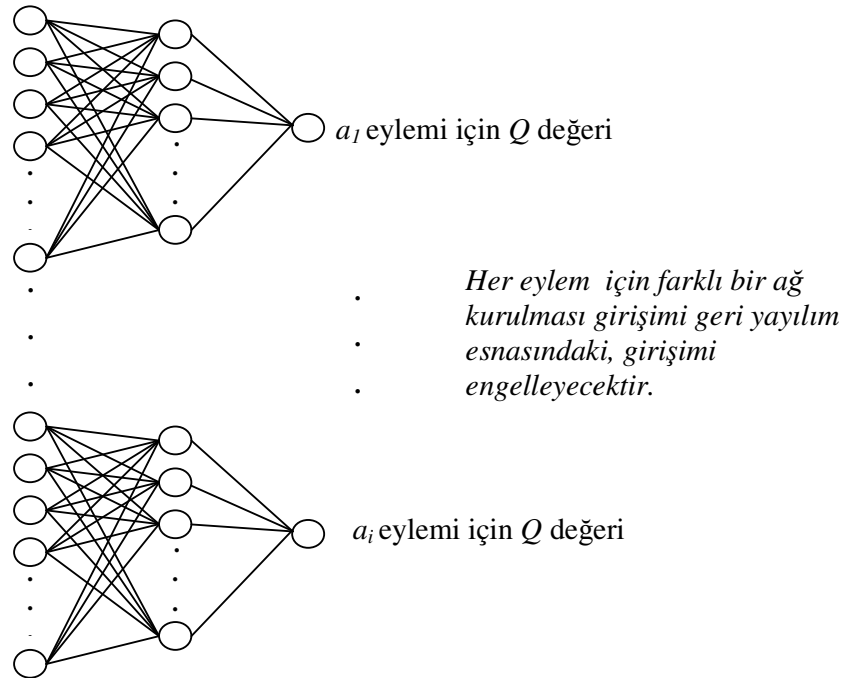 a1 eylemi için Q değeri
Her eylem için farklı bir ağ
kurulması girişimi geri yayılım
esnasındaki, girişimi
engelleyecektir.
ai eylemi için Q değeri